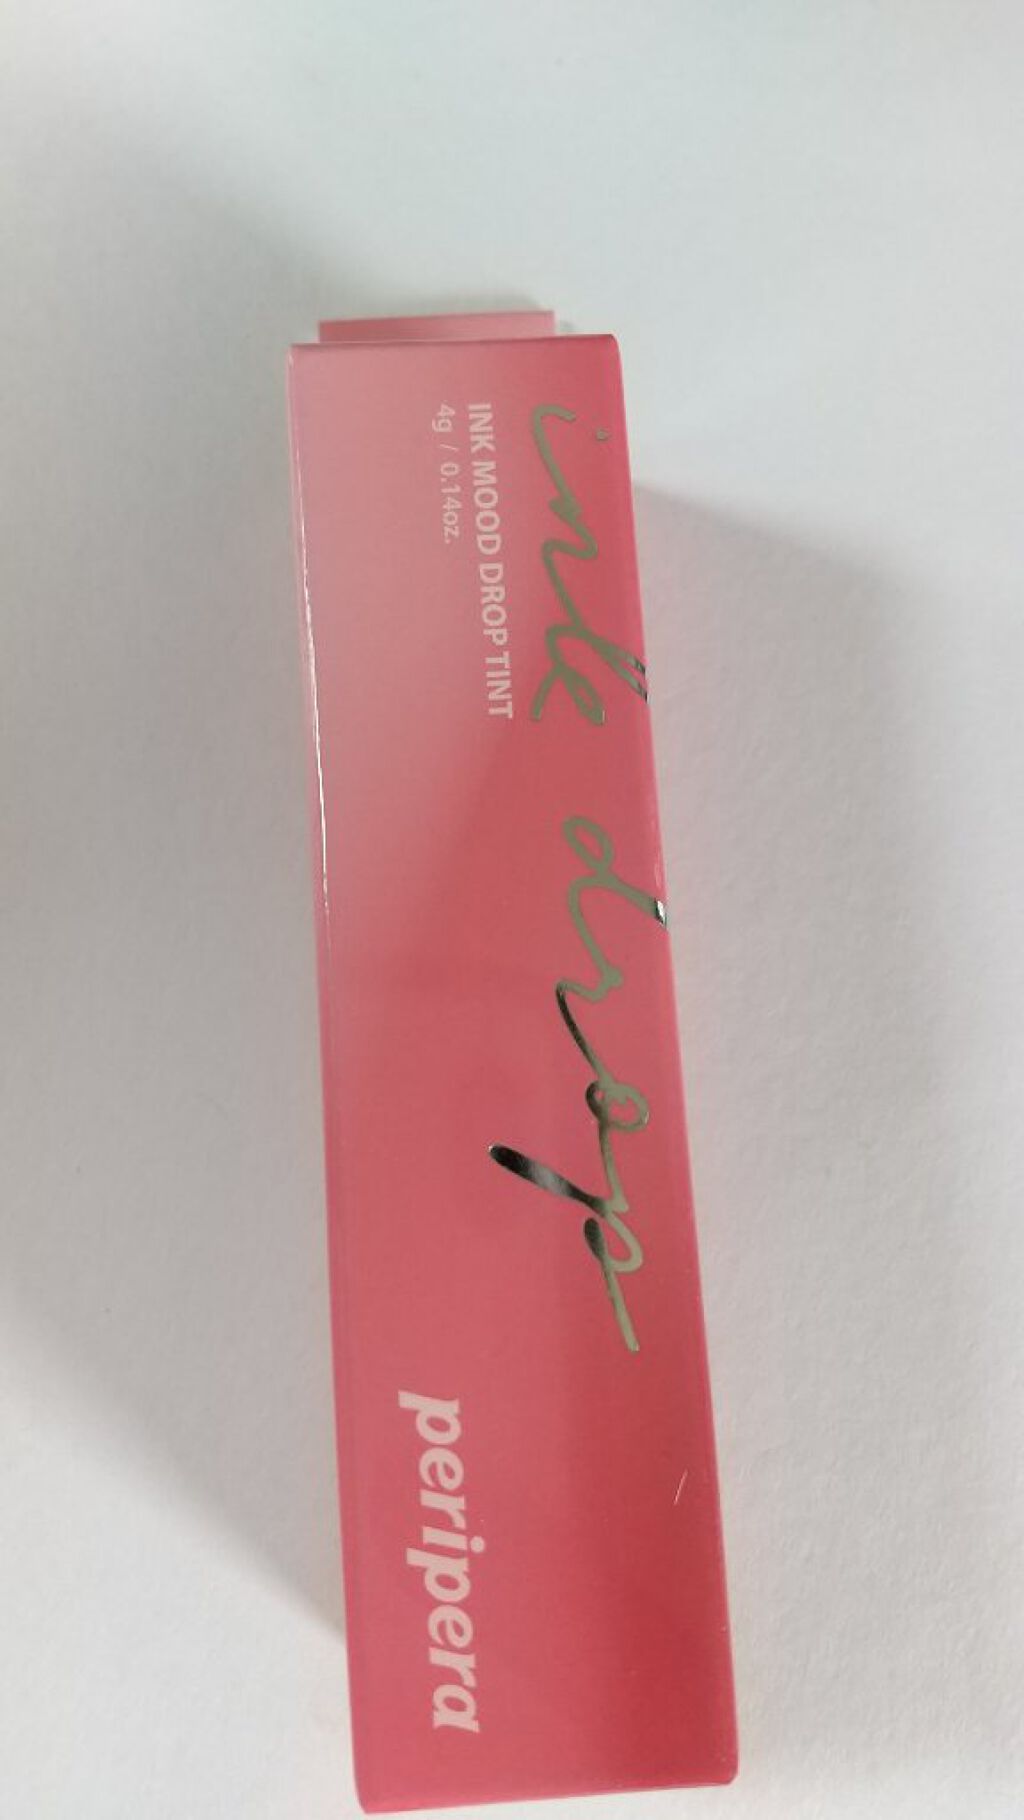 ink drop
INK MOOD DROP TINT
4g / 0.14oz.
peripera